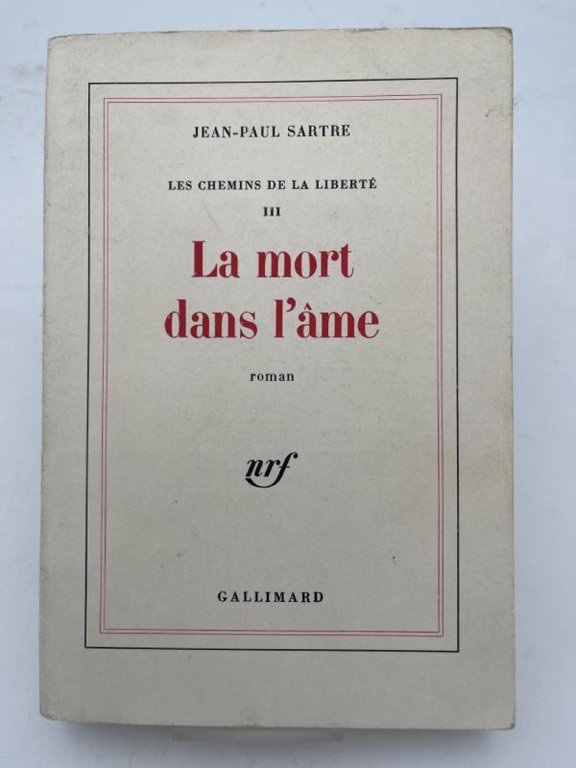 JEAN-PAUL SARTRE
LES CHEMINS DE LA LIBERTÉ
III
La mort
dans l'âme
roman
nrf
GALLIMARD